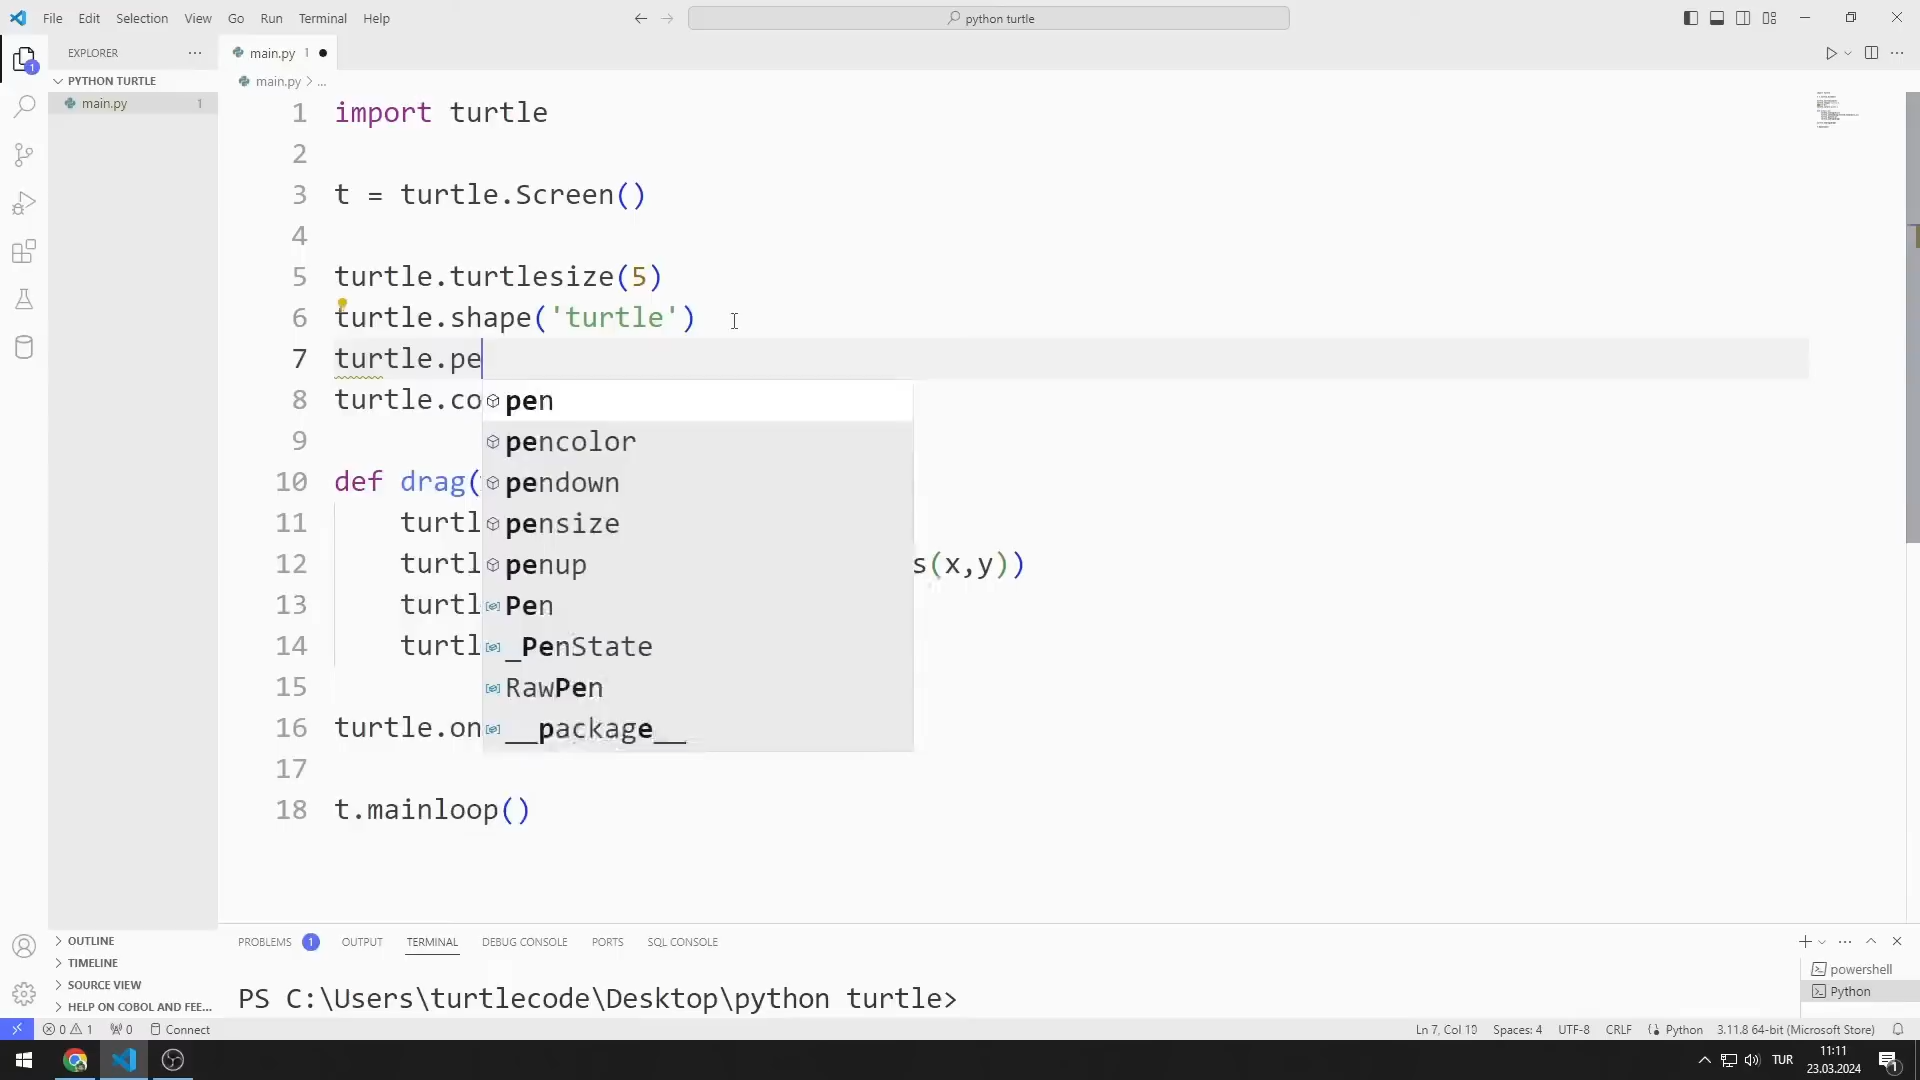 File Edit Selection View Go Run Terminal Help
python turtle
EXPLORER
PYTHON TURTLE
main.py 1
main.py 1
main.py > ...
1 import turtle
2
3 t = turtle.Screen()
4
5 turtle.turtlesize(5)
6 turtle.shape('turtle')
7 turtle.pe
8 turtle.co
9
10 def drag(
11 turtl
12 turtl s(x,y))
13 turtl
14 turtl
15
16 turtle.on
17
18 t.mainloop()
pen
pencolor
pendown
pensize
penup
Pen
_PenState
RawPen
__package__
OUTLINE
TIMELINE
SOURCE VIEW
HELP ON COBOL AND FEE...
PROBLEMS 1 OUTPUT TERMINAL DEBUG CONSOLE PORTS SQL CONSOLE
PS C:\Users\turtlecode\Desktop\python turtle>
powershell
Python
0 1 0 Connect
Ln 7, Col 10 Spaces: 4 UTF-8 CRLF Python 3.11.8 64-bit (Microsoft Store)
TUR
11:11
23.03.2024
1